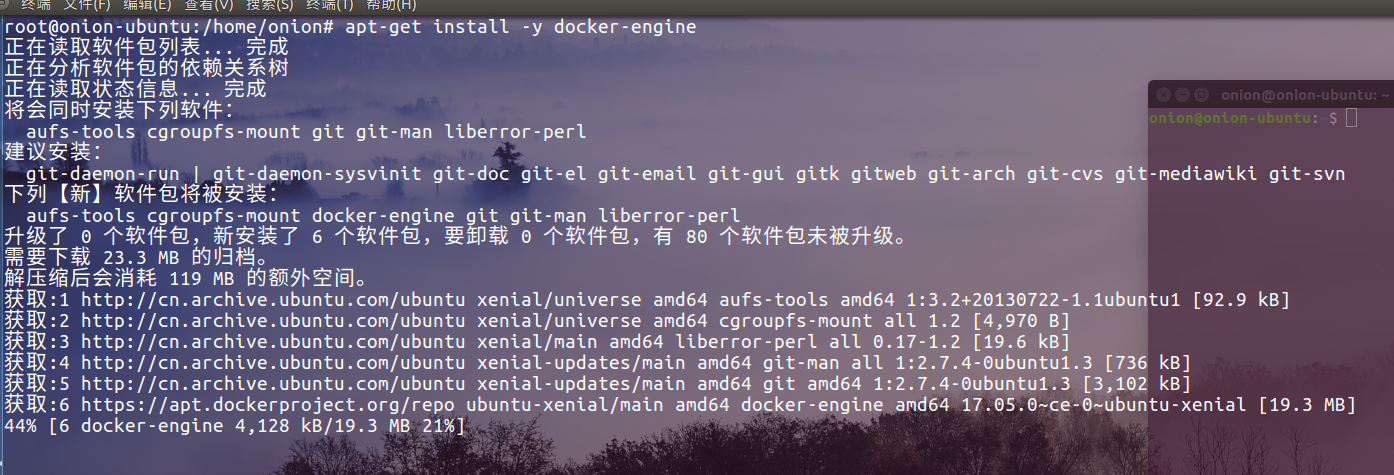 终端 文件(F) 编辑(E) 查看(V) 搜索(S) 终端(T) 帮助(H)
root@onion-ubuntu:/home/onion# apt-get install -y docker-engine
正在读取软件包列表... 完成
正在分析软件包的依赖关系树
正在读取状态信息... 完成
将会同时安装下列软件：
  aufs-tools cgroupfs-mount git git-man liberror-perl
建议安装：
  git-daemon-run | git-daemon-sysvinit git-doc git-el git-email git-gui gitk gitweb git-arch git-cvs git-mediawiki git-svn
下列【新】软件包将被安装：
  aufs-tools cgroupfs-mount docker-engine git git-man liberror-perl
升级了 0 个软件包，新安装了 6 个软件包，要卸载 0 个软件包，有 80 个软件包未被升级。
需要下载 23.3 MB 的归档。
解压缩后会消耗 119 MB 的额外空间。
获取:1 http://cn.archive.ubuntu.com/ubuntu xenial/universe amd64 aufs-tools amd64 1:3.2+20130722-1.1ubuntu1 [92.9 kB]
获取:2 http://cn.archive.ubuntu.com/ubuntu xenial/universe amd64 cgroupfs-mount all 1.2 [4,970 B]
获取:3 http://cn.archive.ubuntu.com/ubuntu xenial/main amd64 liberror-perl all 0.17-1.2 [19.6 kB]
获取:4 http://cn.archive.ubuntu.com/ubuntu xenial-updates/main amd64 git-man all 1:2.7.4-0ubuntu1.3 [736 kB]
获取:5 http://cn.archive.ubuntu.com/ubuntu xenial-updates/main amd64 git amd64 1:2.7.4-0ubuntu1.3 [3,102 kB]
获取:6 https://apt.dockerproject.org/repo ubuntu-xenial/main amd64 docker-engine amd64 17.05.0~ce-0~ubuntu-xenial [19.3 MB]
44% [6 docker-engine 4,128 kB/19.3 MB 21%]
onion@onion-ubuntu: ~
onion@onion-ubuntu:~$